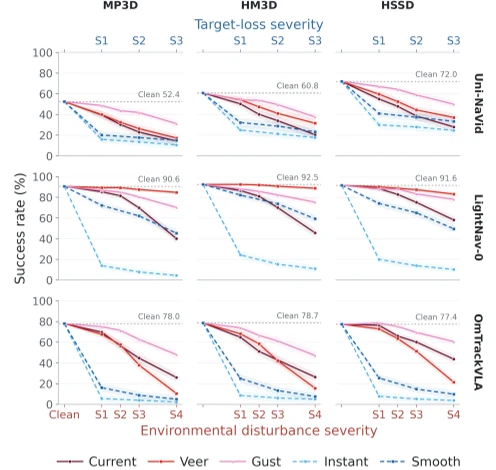 MP3D HM3D HSSD
Target-loss severity
S1 S2 S3 S1 S2 S3 S1 S2 S3
100
80
60
40
20
0
Clean 52.4
Clean 60.8
Clean 72.0
Uni-NaVid
Success rate (%)
100
80
60
40
20
0
Clean 90.6
Clean 92.5
Clean 91.6
LightNav-0
100
80
60
40
20
0
Clean 78.0
Clean 78.7
Clean 77.4
OmTrackVLA
Clean S1 S2 S3 S4 S1 S2 S3 S4 S1 S2 S3 S4
Environmental disturbance severity
Current Veer Gust Instant Smooth